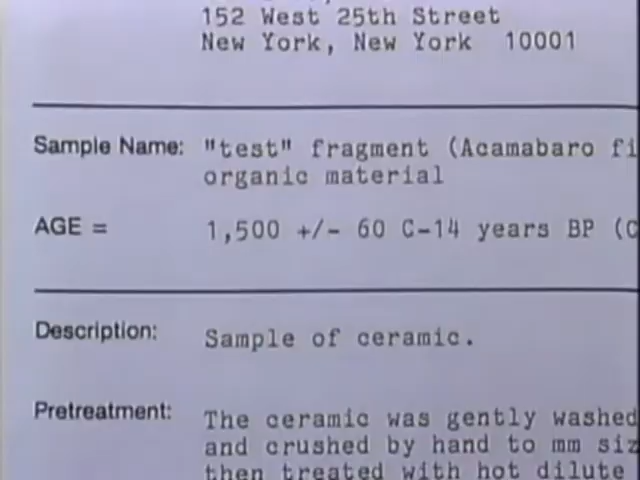 152 West 25th Street
New York, New York 10001
Sample Name: "test" fragment (Acamabaro fi
organic material
AGE = 1,500 +/- 60 C-14 years BP (C
Description: Sample of ceramic.
Pretreatment: The ceramic was gently washed
and crushed by hand to mm siz
then treated with hot dilute